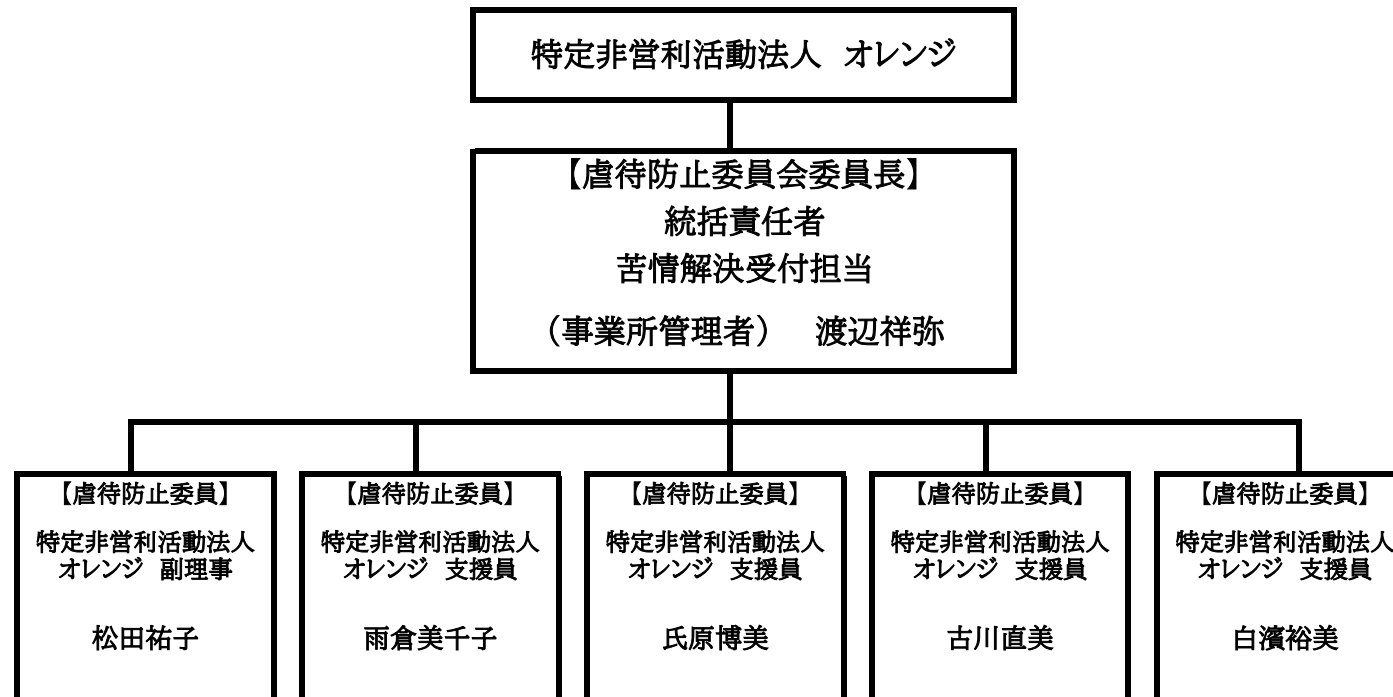 特定非営利活動法人　オレンジ
【虐待防止委員会委員長】
統括責任者
苦情解決受付担当
（事業所管理者）　渡辺祥弥
【虐待防止委員】
特定非営利活動法人
オレンジ　副理事
松田祐子
【虐待防止委員】
特定非営利活動法人
オレンジ　支援員
雨倉美千子
【虐待防止委員】
特定非営利活動法人
オレンジ　支援員
氏原博美
【虐待防止委員】
特定非営利活動法人
オレンジ　支援員
古川直美
【虐待防止委員】
特定非営利活動法人
オレンジ　支援員
白濱裕美